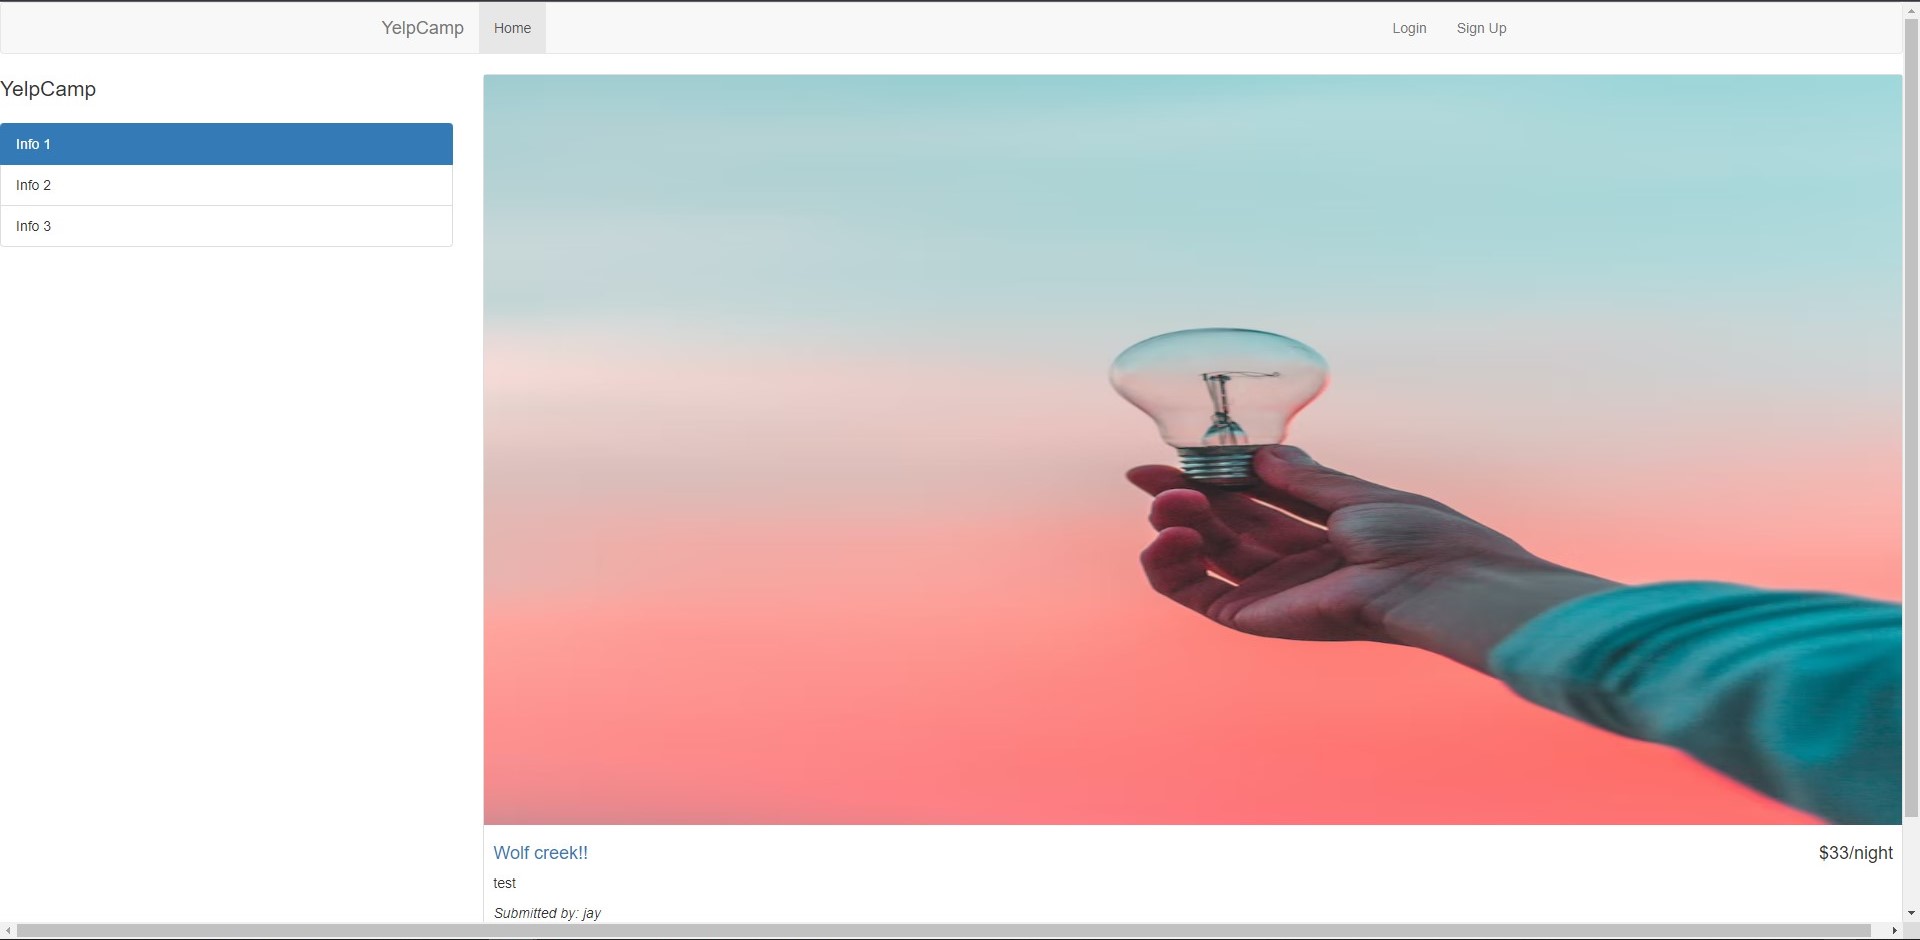 YelpCamp Home Login Sign Up
YelpCamp
Info 1
Info 2
Info 3
Wolf creek!! $33/night
test
Submitted by: jay